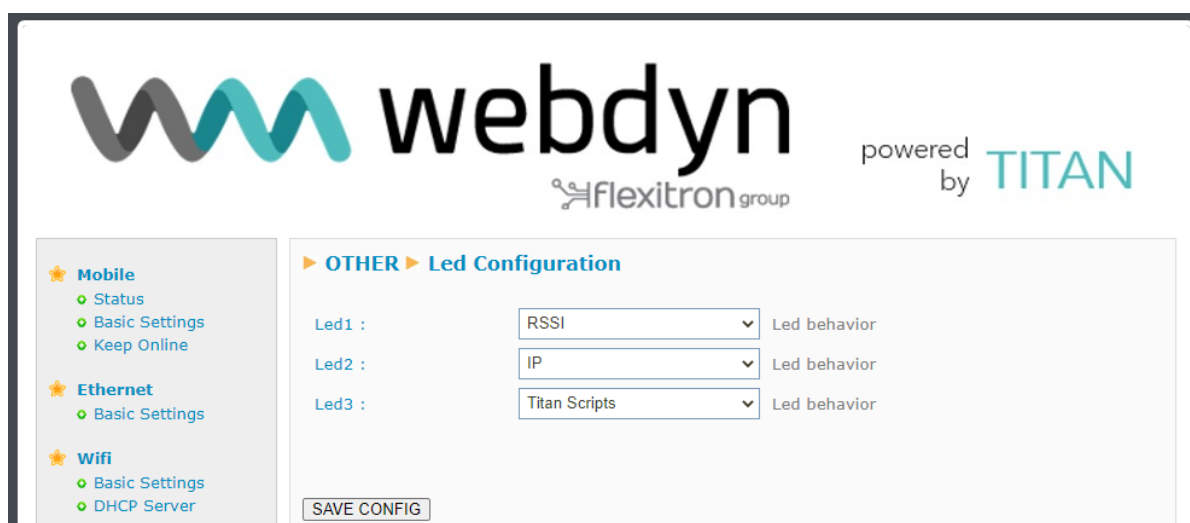 webdyn
flexitron group
powered
by TITAN
Mobile
Status
Basic Settings
Keep Online
Ethernet
Basic Settings
Wifi
Basic Settings
DHCP Server
OTHER Led Configuration
Led1 : RSSI Led behavior
Led2 : IP Led behavior
Led3 : Titan Scripts Led behavior
SAVE CONFIG